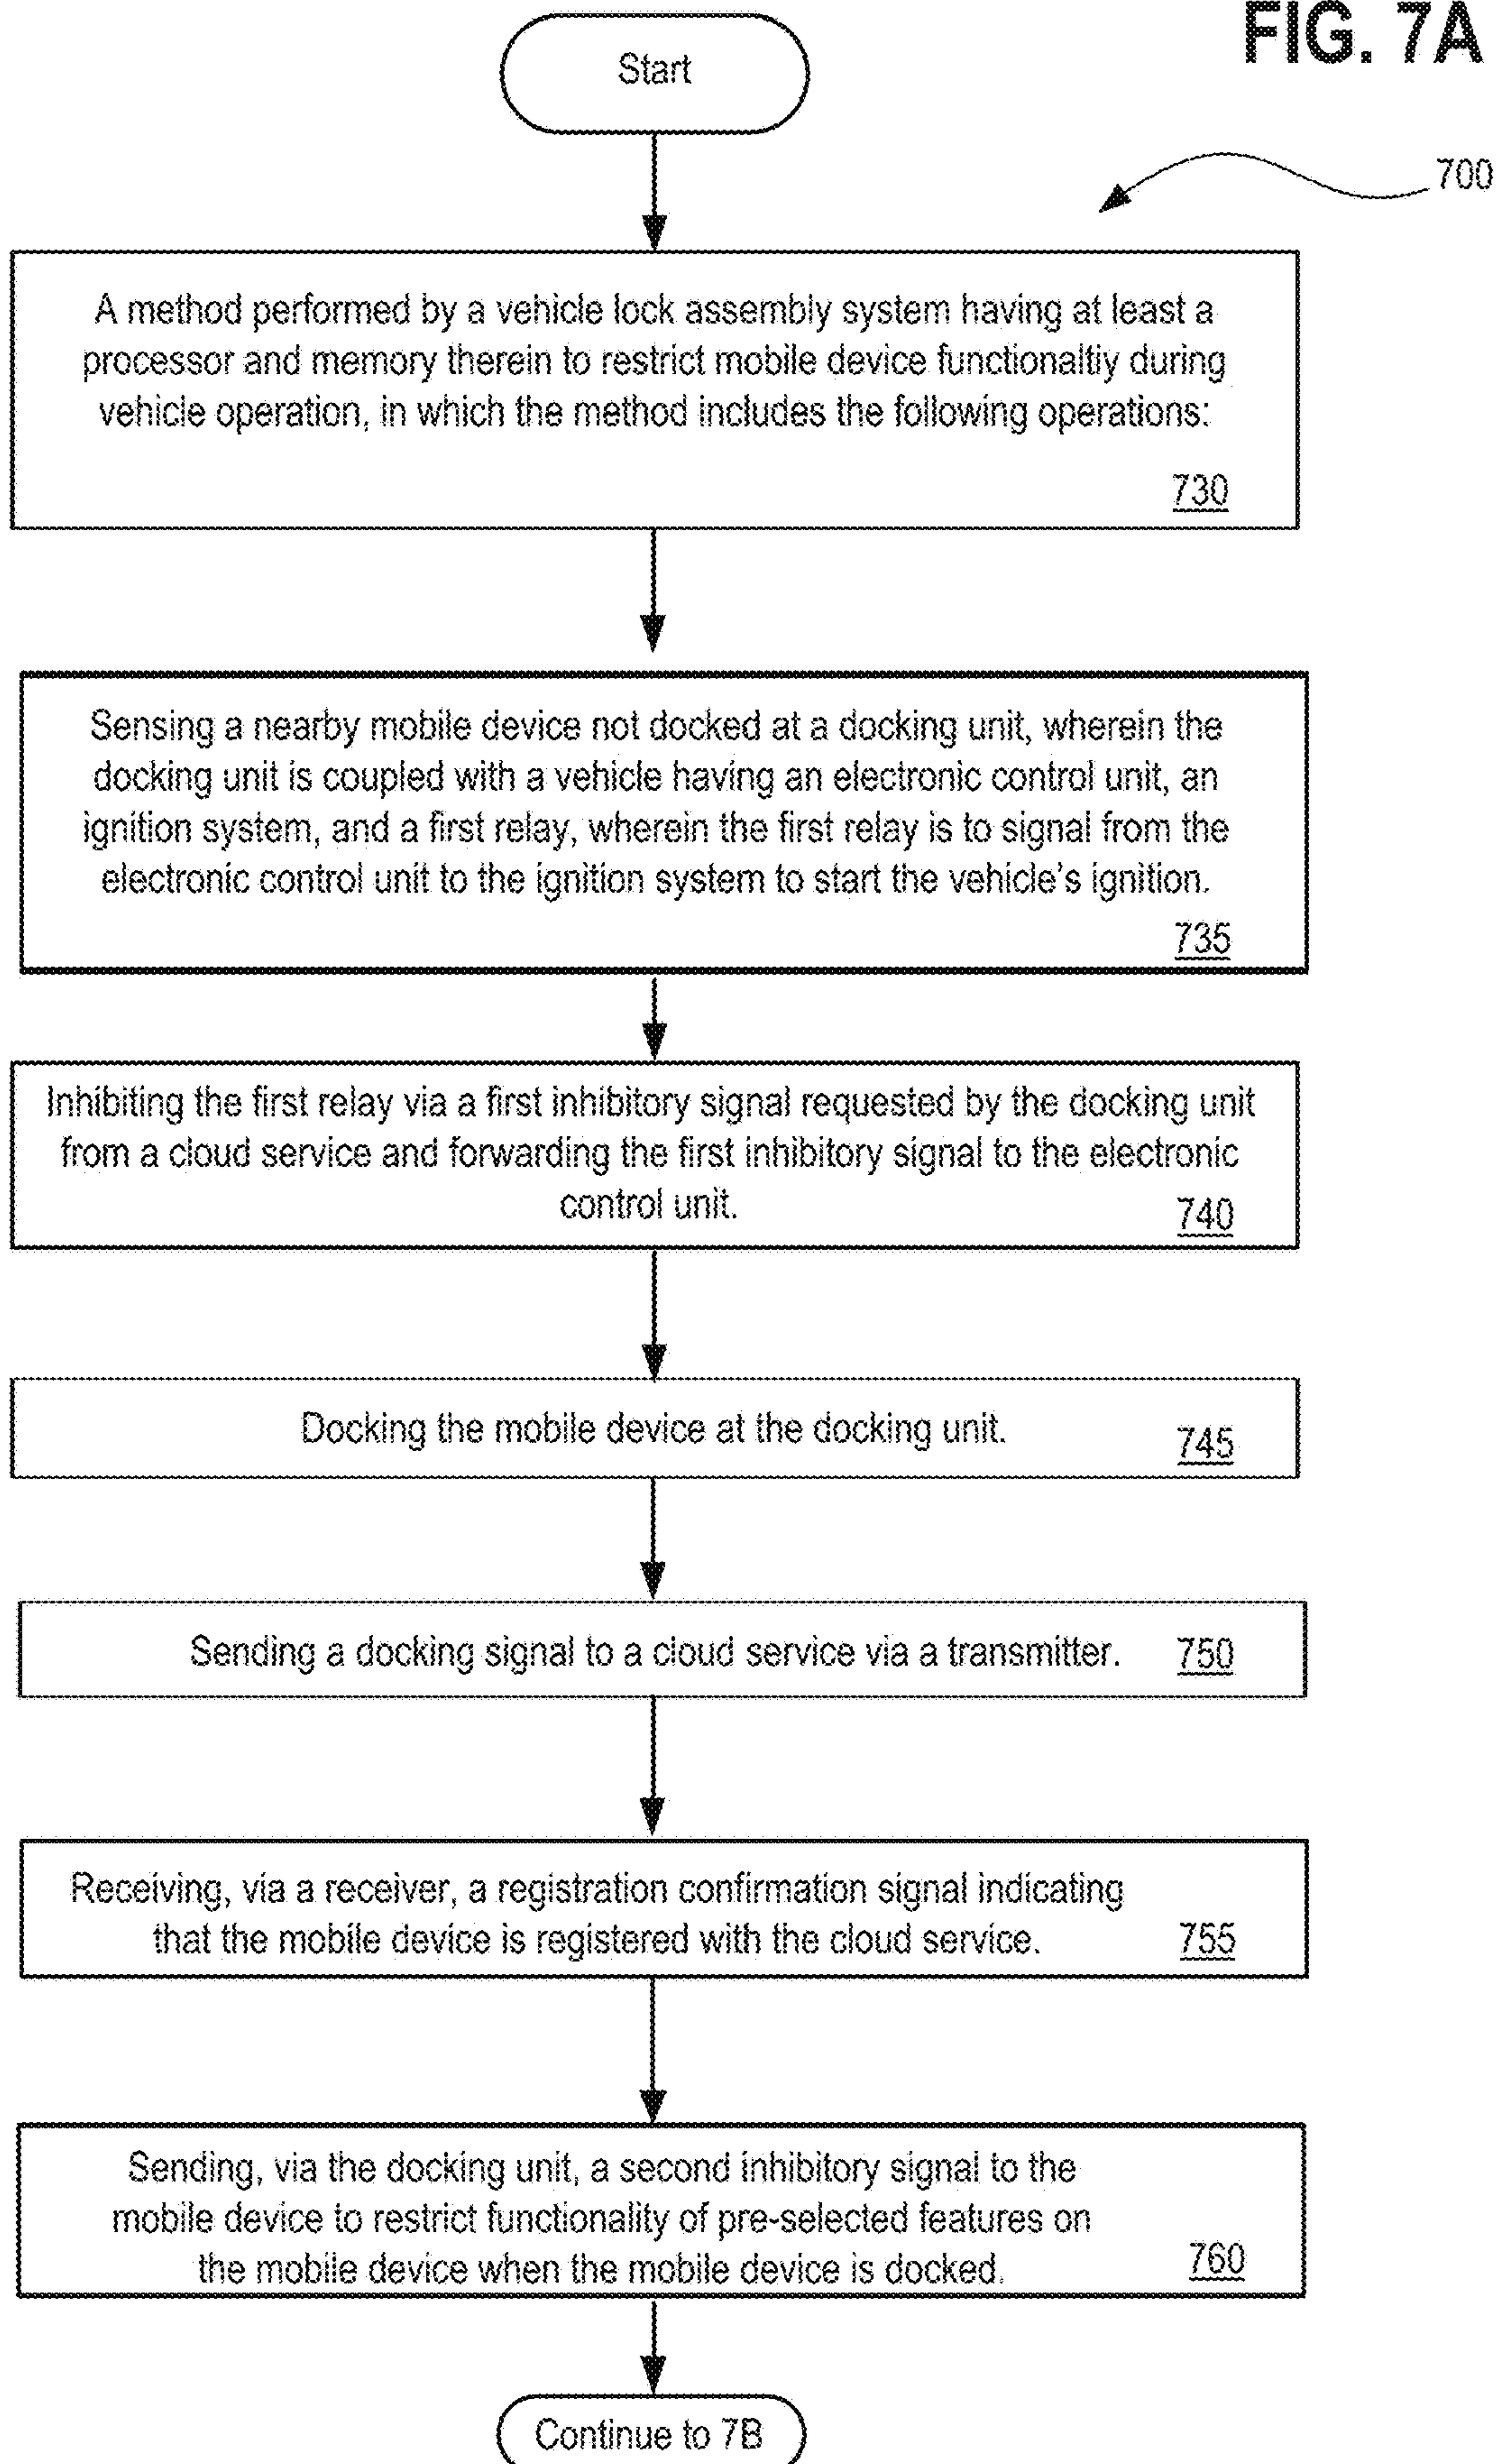 FIG. 7A
Start
700
A method performed by a vehicle lock assembly system having at least a
processor and memory therein to restrict mobile device functionaltiy during
vehicle operation, in which the method includes the following operations:
730
Sensing a nearby mobile device not docked at a docking unit, wherein the
docking unit is coupled with a vehicle having an electronic control unit, an
ignition system, and a first relay, wherein the first relay is to signal from the
electronic control unit to the ignition system to start the vehicle's ignition.
735
Inhibiting the first relay via a first inhibitory signal requested by the docking unit
from a cloud service and forwarding the first inhibitory signal to the electronic
control unit.
740
Docking the mobile device at the docking unit.
745
Sending a docking signal to a cloud service via a transmitter.
750
Receiving, via a receiver, a registration confirmation signal indicating
that the mobile device is registered with the cloud service.
755
Sending, via the docking unit, a second inhibitory signal to the
mobile device to restrict functionality of pre-selected features on
the mobile device when the mobile device is docked.
760
Continue to 7B